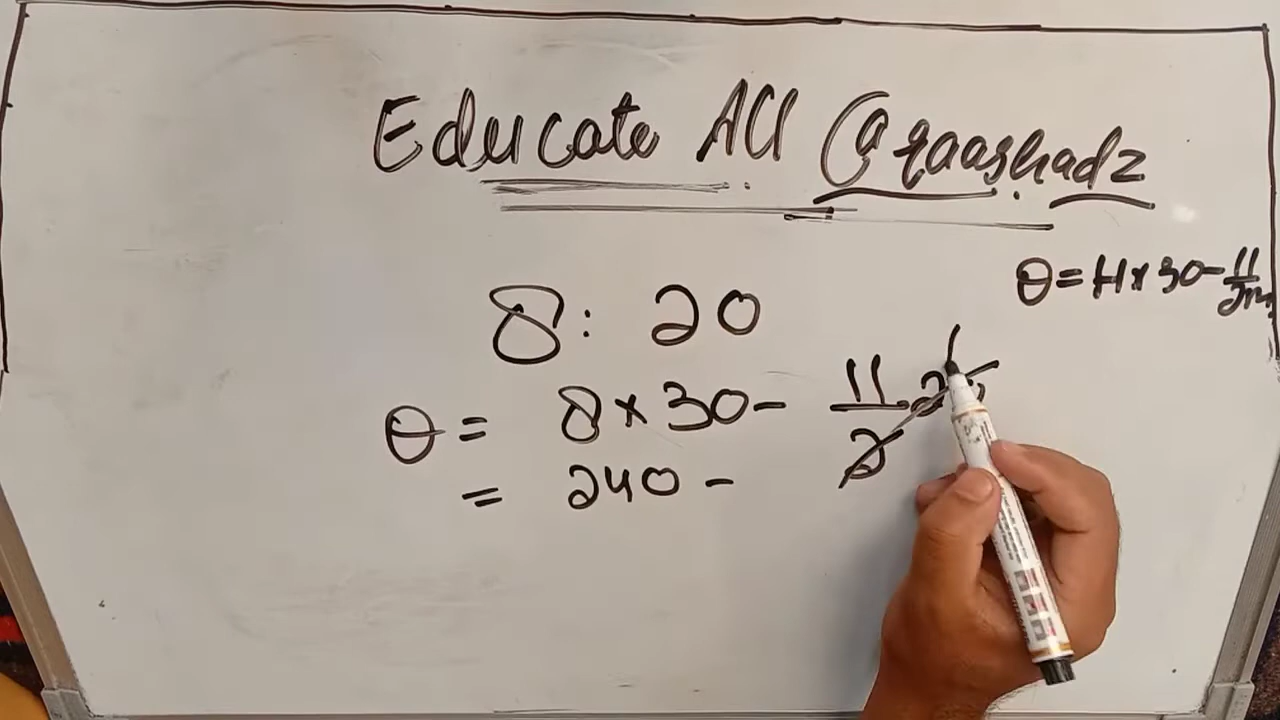 Educate All @raashadz
8: 20
θ = H × 30 - 11/2 m
θ = 8 × 30 - 11/2 20
= 240 -